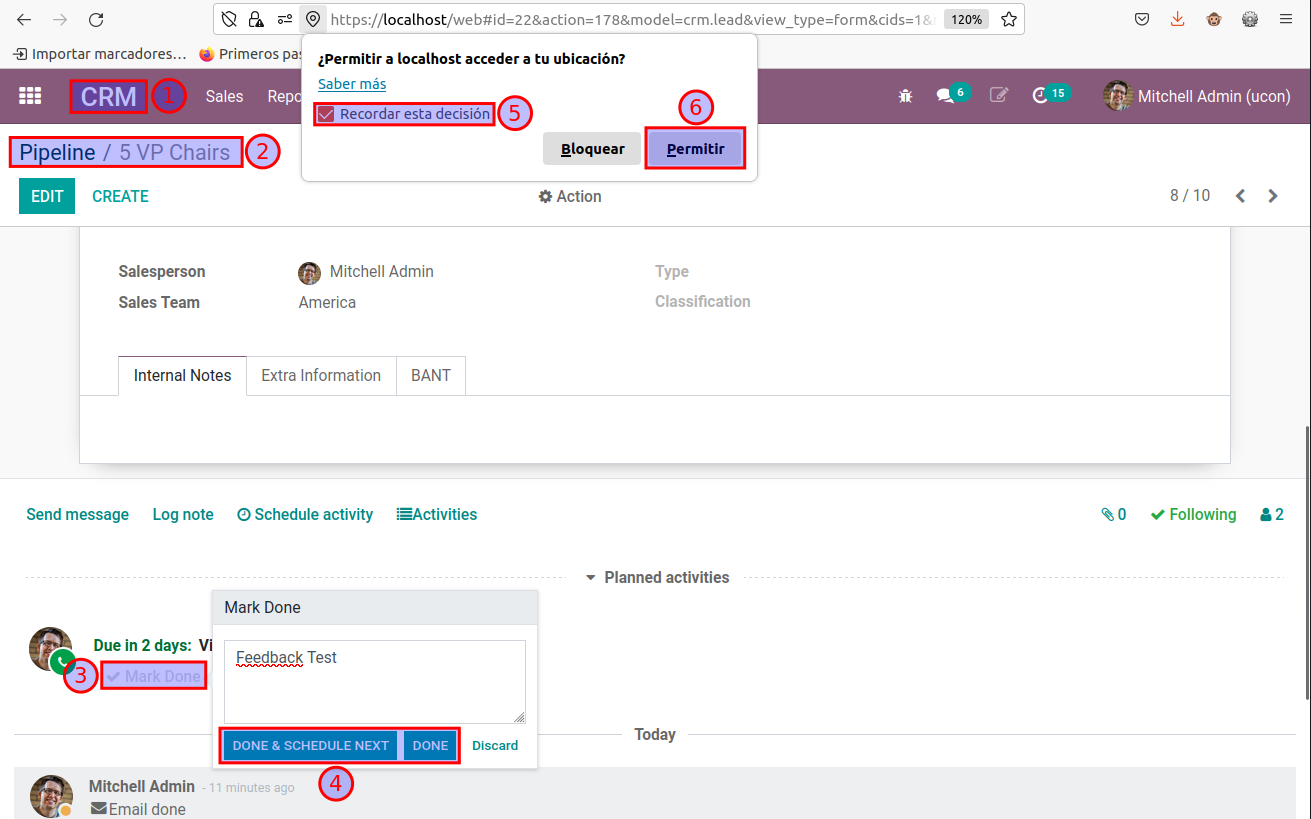 https://localhost/web#id=22&action=178&model=crm.lead&view_type=form&cids=1&
120%
Importar marcadores…
Primeros pas
¿Permitir a localhost acceder a tu ubicación?
Saber más
Recordar esta decisión
5
6
Bloquear
Permitir
CRM
1
Sales
Repo
6
15
Mitchell Admin (ucon)
Pipeline / 5 VP Chairs
2
EDIT
CREATE
Action
8 / 10
Salesperson
Mitchell Admin
Type
Sales Team
America
Classification
Internal Notes
Extra Information
BANT
Send message
Log note
Schedule activity
Activities
0
Following
2
Planned activities
Mark Done
Due in 2 days: Vi
Feedback Test
3
Mark Done
DONE & SCHEDULE NEXT
DONE
Discard
4
Today
Mitchell Admin - 11 minutes ago
Email done